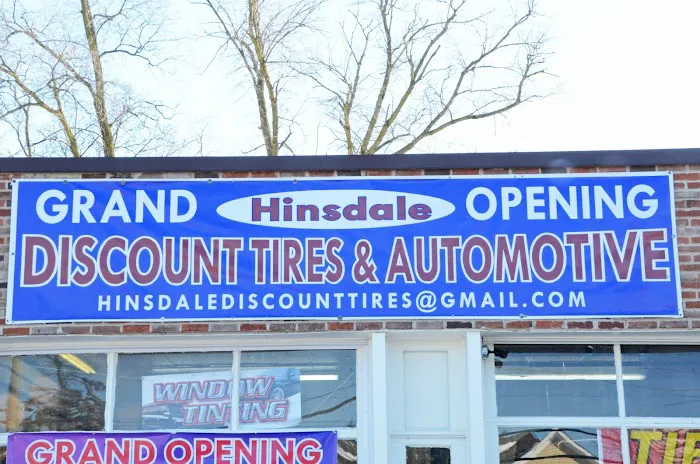 GRAND Hinsdale OPENING
DISCOUNT TIRES & AUTOMOTIVE
HINSDALEDISCOUNTTIRES@GMAIL.COM
WINDOW
TINTING
GRAND OPENING